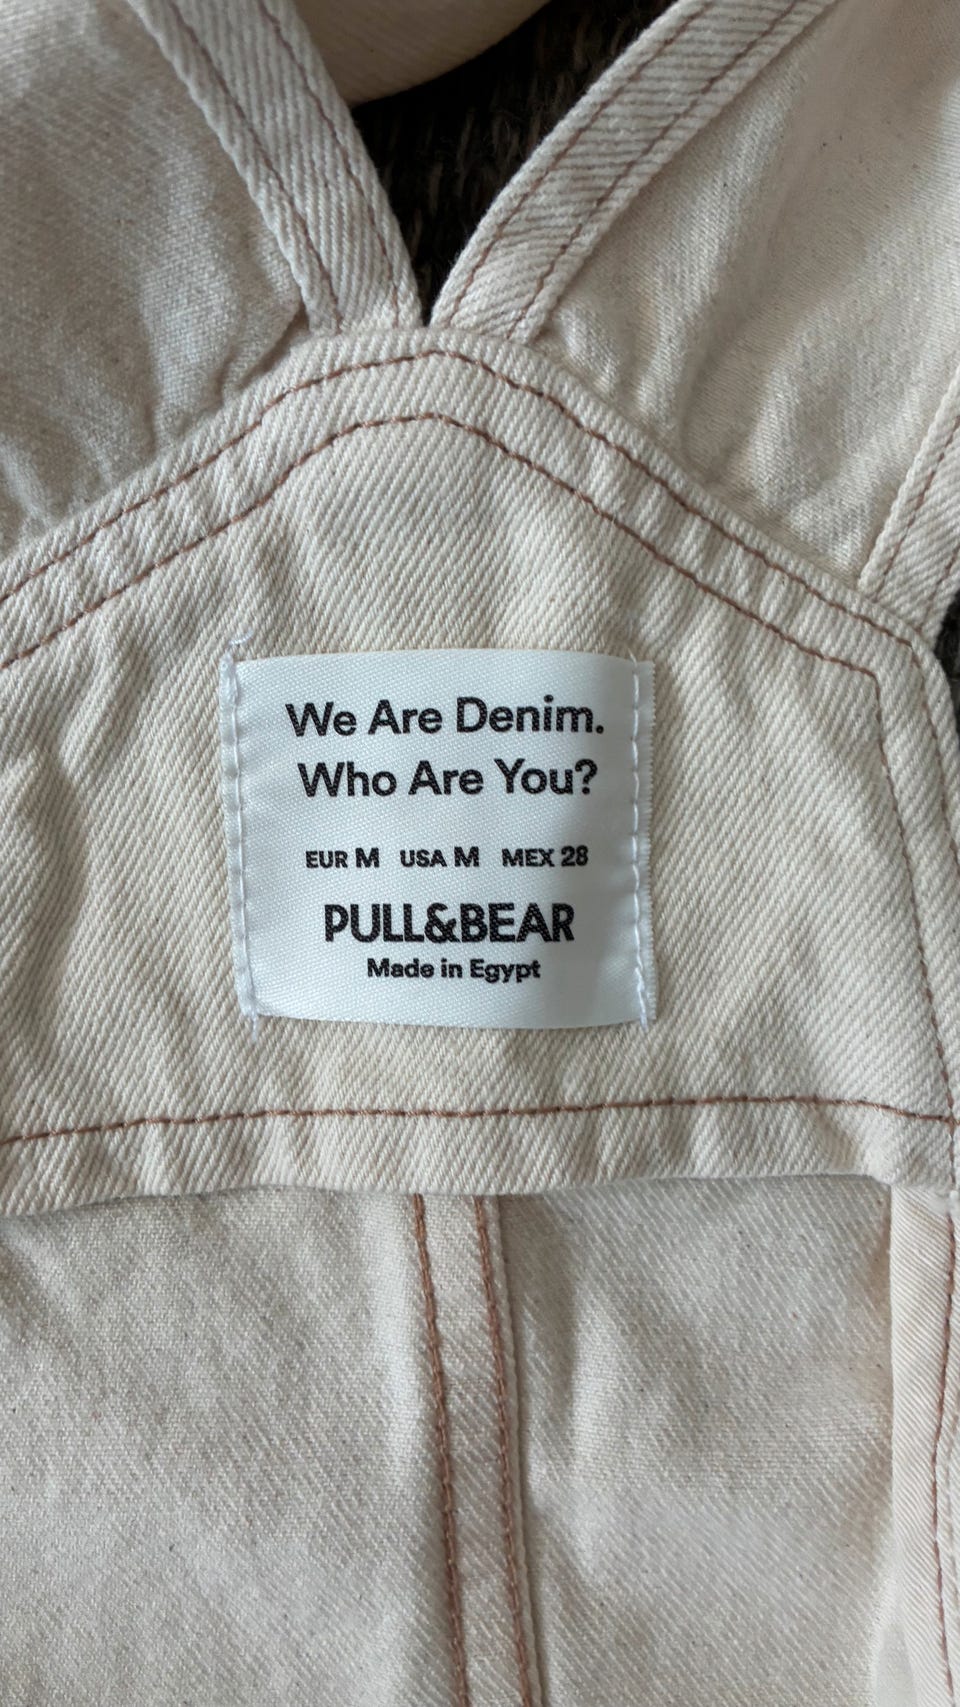 We Are Denim.
Who Are You?
EUR M USA M MEX 28
PULL&BEAR
Made in Egypt